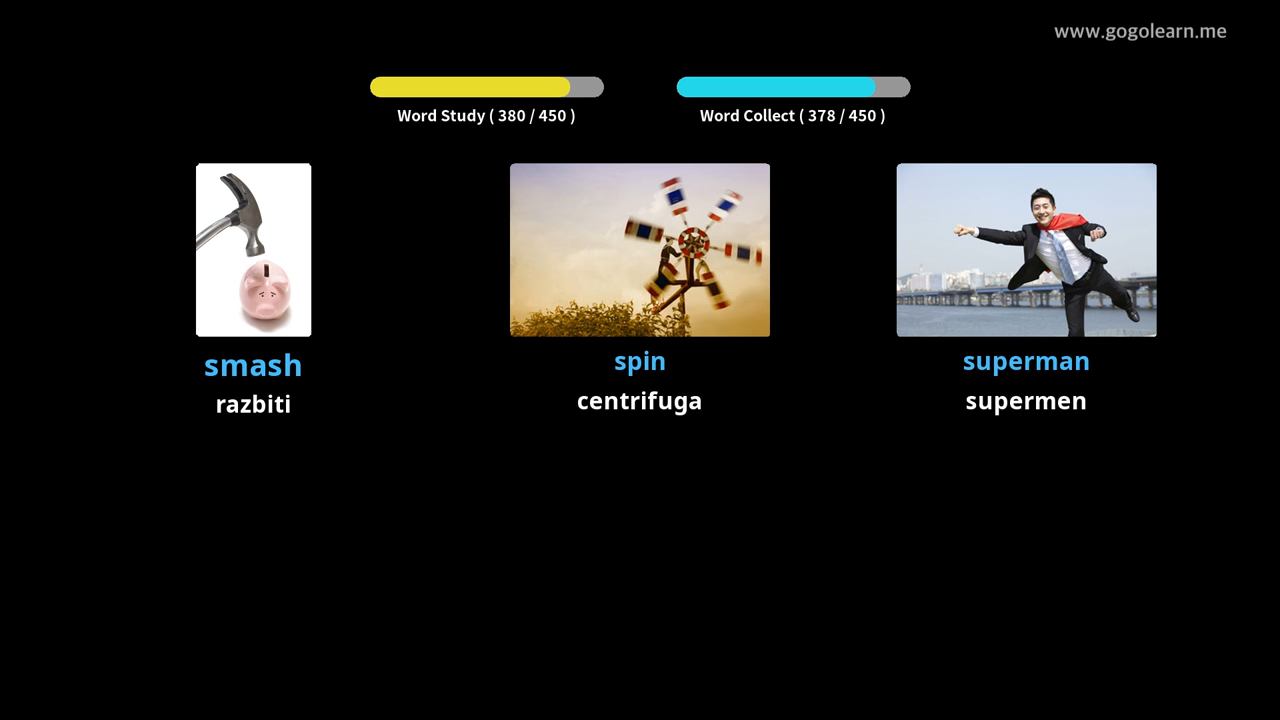 www.gogolearn.me
Word Study ( 380 / 450 )
Word Collect ( 378 / 450 )
smash
razbiti
spin
centrifuga
superman
supermen